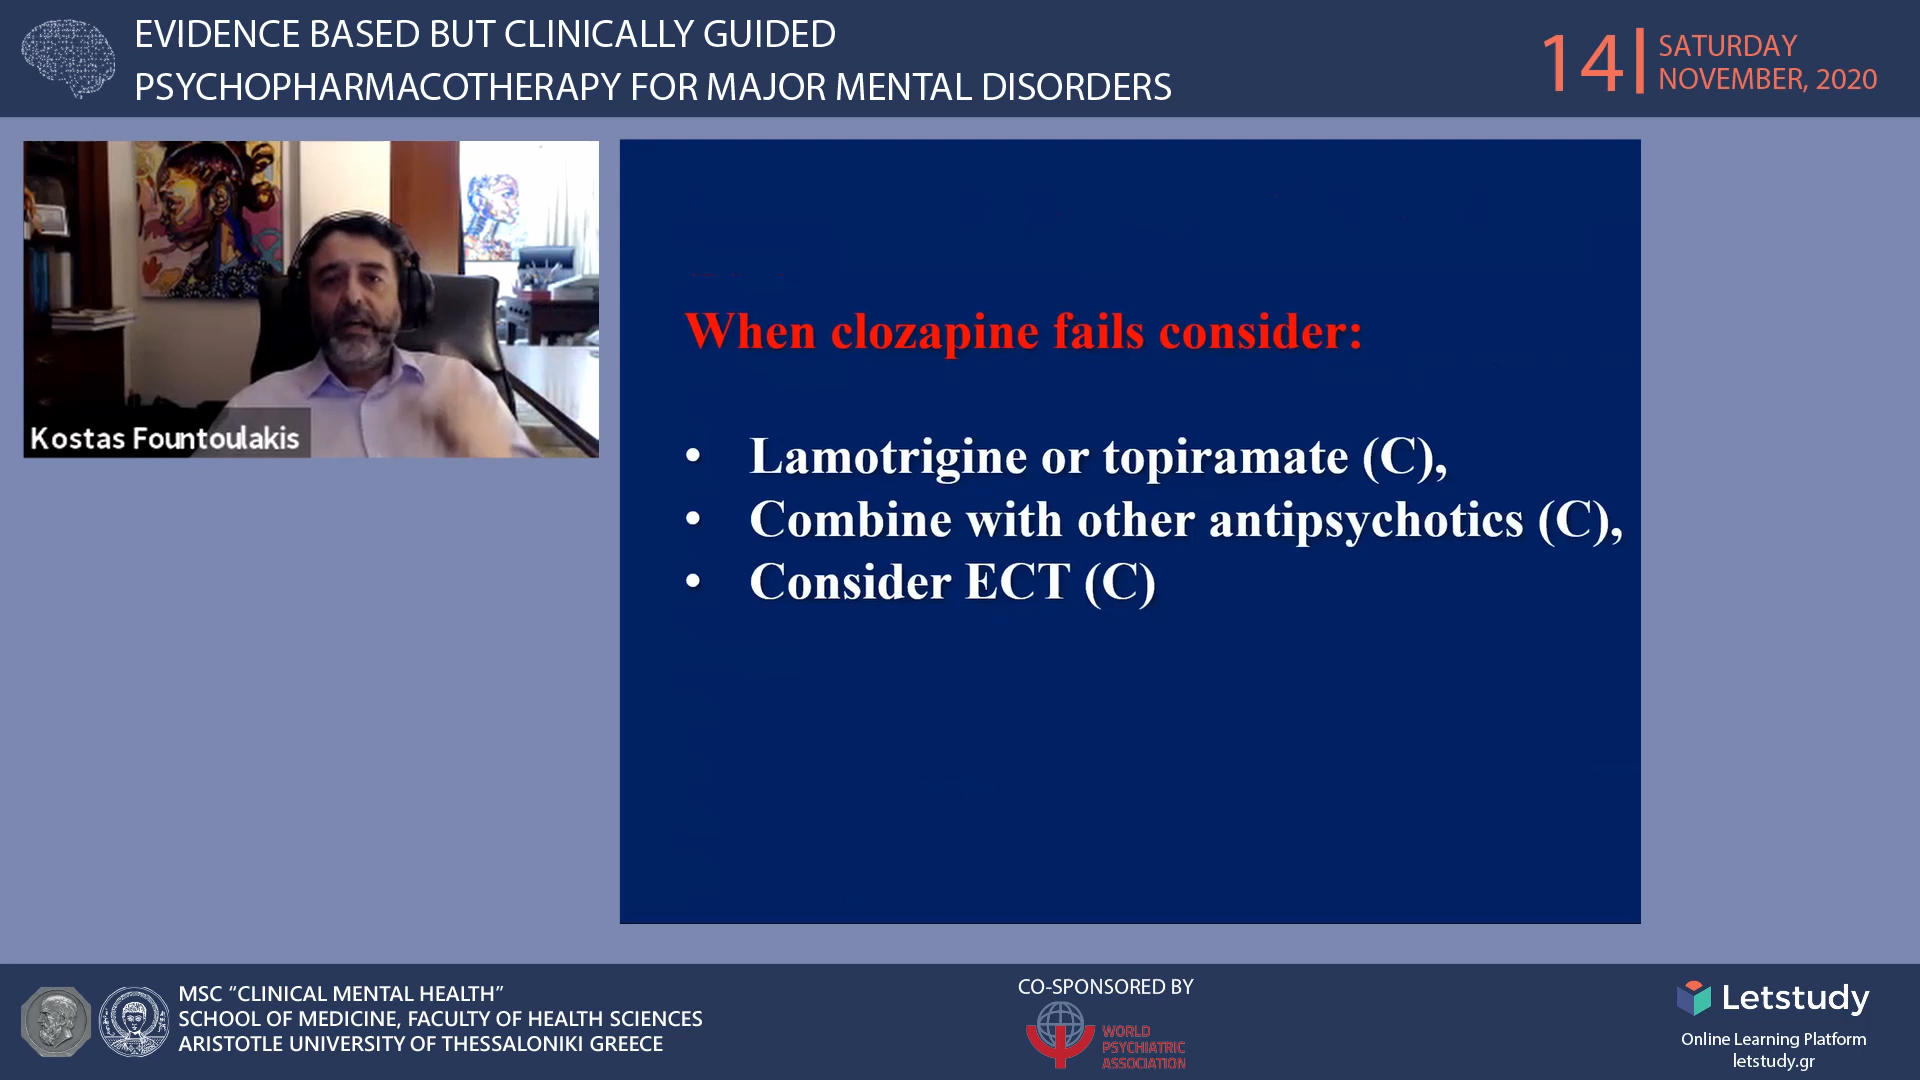 EVIDENCE BASED BUT CLINICALLY GUIDED
PSYCHOPHARMACOTHERAPY FOR MAJOR MENTAL DISORDERS
14
SATURDAY
NOVEMBER, 2020
Kostas Fountoulakis
When clozapine fails consider:
• Lamotrigine or topiramate (C),
• Combine with other antipsychotics (C),
• Consider ECT (C)
MSC “CLINICAL MENTAL HEALTH”
SCHOOL OF MEDICINE, FACULTY OF HEALTH SCIENCES
ARISTOTLE UNIVERSITY OF THESSALONIKI GREECE
CO-SPONSORED BY
WORLD
PSYCHIATRIC
ASSOCIATION
Letstudy
Online Learning Platform
letstudy.gr